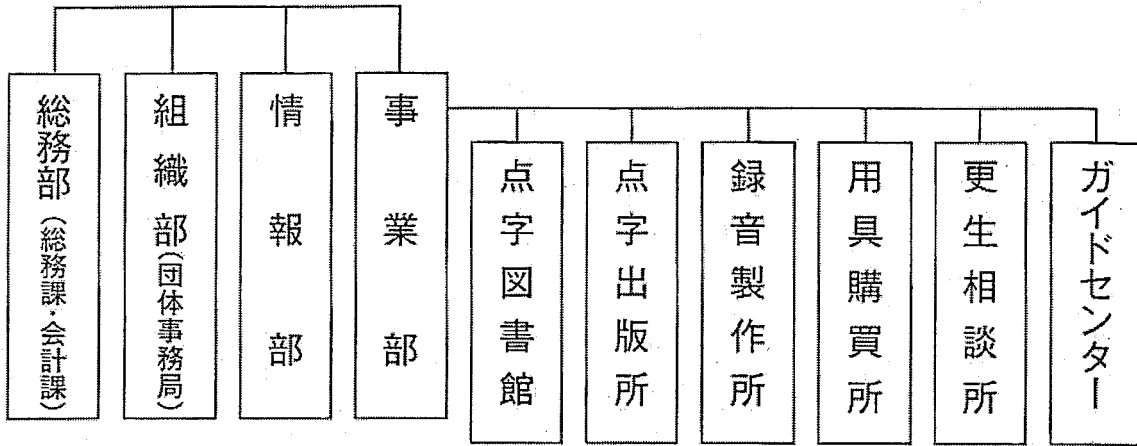 総務部（総務課・会計課）
組織部（団体事務局）
情報部
事業部
点字図書館
点字出版所
録音製作所
用具購買所
更生相談所
ガイドセンター